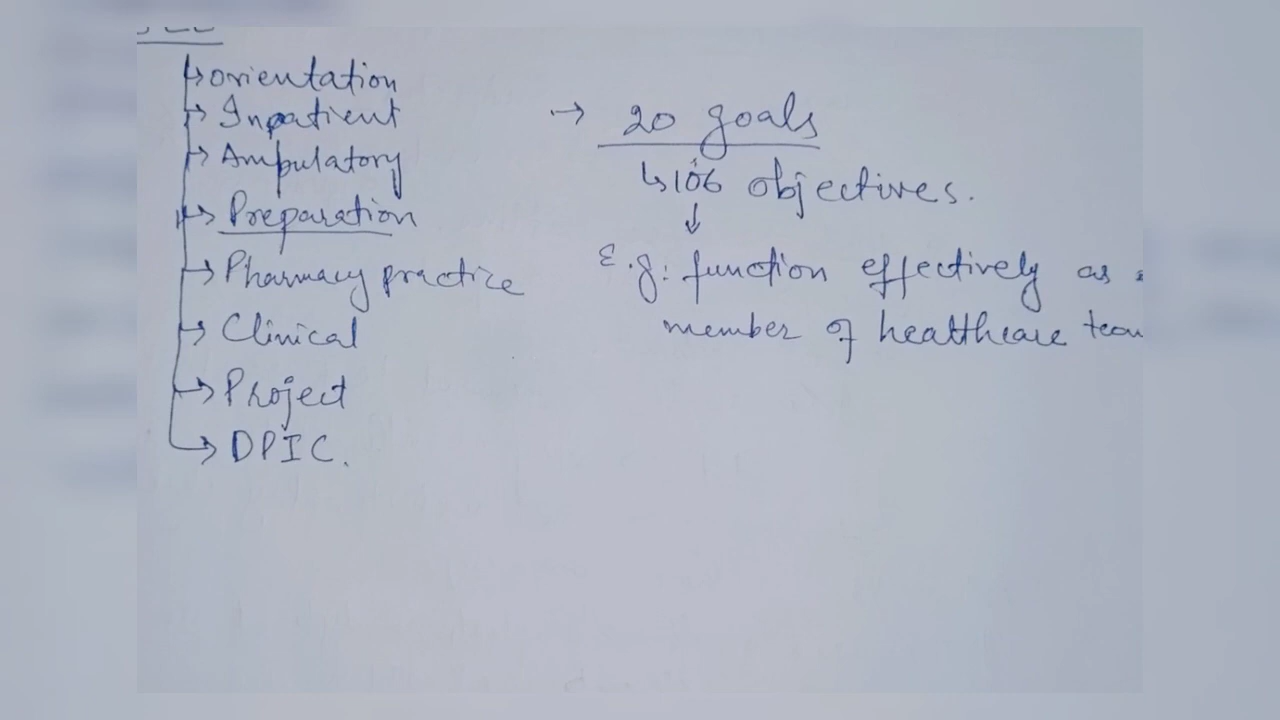 → orientation
→ Inpatient
→ Ambulatory
→ Preparation
→ Pharmacy practice
→ Clinical
→ Project
→ DPIC.
→ 20 goals
↳ 106 objectives.
↓
E.g: function effectively as
member of healthcare team